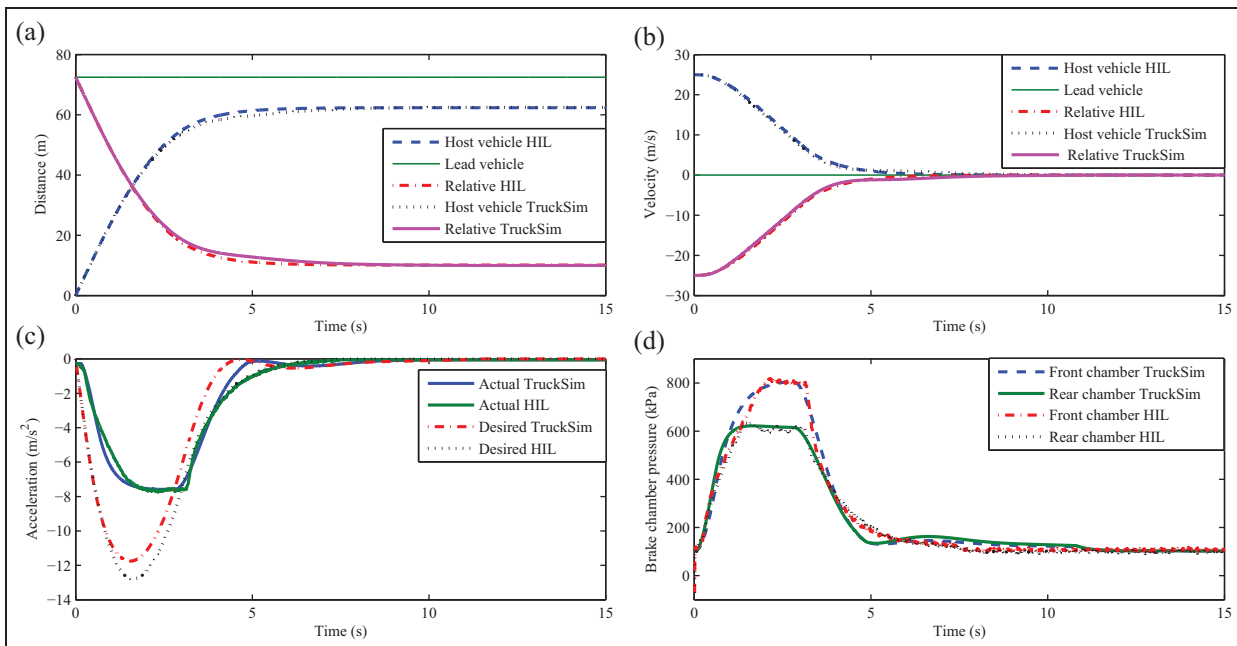 (a)
80
60
40
20
0
0
5
10
15
Distance (m)
Time (s)
Host vehicle HIL
Lead vehicle
Relative HIL
Host vehicle TruckSim
Relative TruckSim
(b)
30
20
10
0
−10
−20
−30
0
5
10
15
Velocity (m/s)
Time (s)
Host vehicle HIL
Lead vehicle
Relative HIL
Host vehicle TruckSim
Relative TruckSim
(c)
0
−2
−4
−6
−8
−10
−12
−14
0
5
10
15
Acceleration (m/s²)
Time (s)
Actual TruckSim
Actual HIL
Desired TruckSim
Desired HIL
(d)
800
600
400
200
0
0
5
10
15
Brake chamber pressure (kPa)
Time (s)
Front chamber TruckSim
Rear chamber TruckSim
Front chamber HIL
Rear chamber HIL